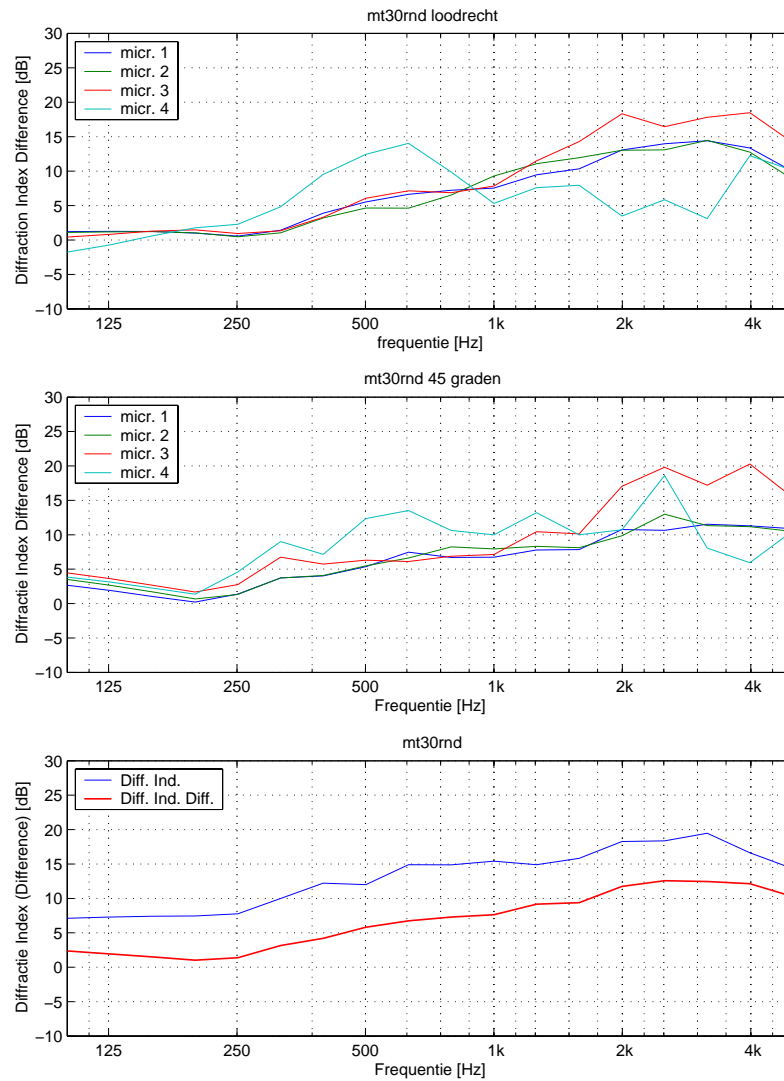 mt30rnd loodrecht
Diffraction Index Difference [dB]
30
25
20
15
10
5
0
−5
−10
micr. 1
micr. 2
micr. 3
micr. 4
125 250 500 1k 2k 4k
frequentie [Hz]
mt30rnd 45 graden
Diffractie Index Difference [dB]
30
25
20
15
10
5
0
−5
−10
micr. 1
micr. 2
micr. 3
micr. 4
125 250 500 1k 2k 4k
Frequentie [Hz]
mt30rnd
Diffractie Index (Difference) [dB]
30
25
20
15
10
5
0
−5
−10
Diff. Ind.
Diff. Ind. Diff.
125 250 500 1k 2k 4k
Frequentie [Hz]